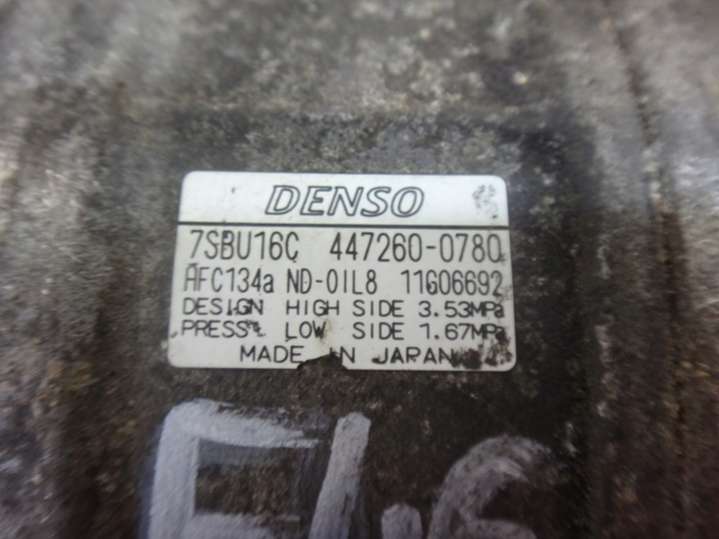 DENSO
7SBU16C 447260-0780
HFC134a ND-OIL8 11G06692
DESIGN HIGH SIDE 3.53MPa
PRESS. LOW SIDE 1.67MPa
MADE IN JAPAN